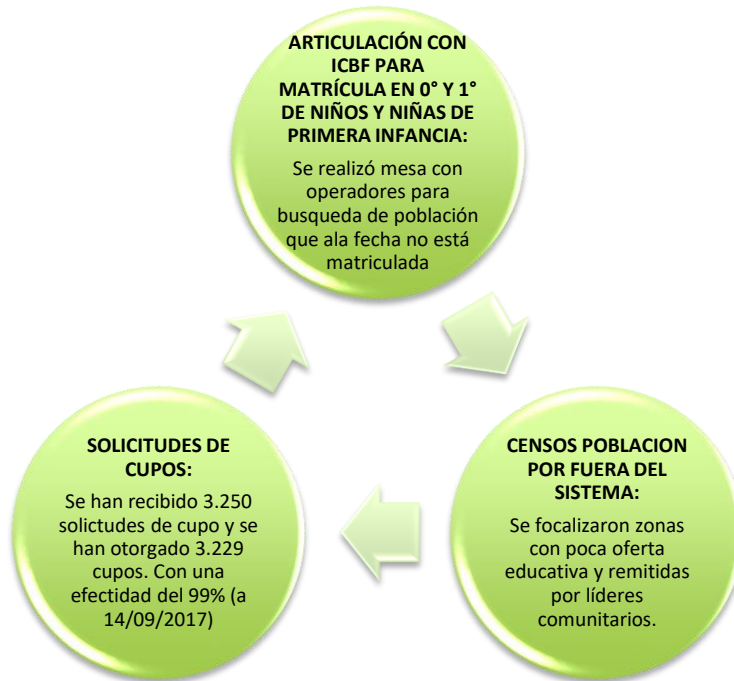 ARTICULACIÓN CON
ICBF PARA
MATRÍCULA EN 0° Y 1°
DE NIÑOS Y NIÑAS DE
PRIMERA INFANCIA:
Se realizó mesa con
operadores para
busqueda de población
que ala fecha no está
matriculada
CENSOS POBLACION
POR FUERA DEL
SISTEMA:
Se focalizaron zonas
con poca oferta
educativa y remitidas
por líderes
comunitarios.
SOLICITUDES DE
CUPOS:
Se han recibido 3.250
solictudes de cupo y se
han otorgado 3.229
cupos. Con una
efectidad del 99% (a
14/09/2017)